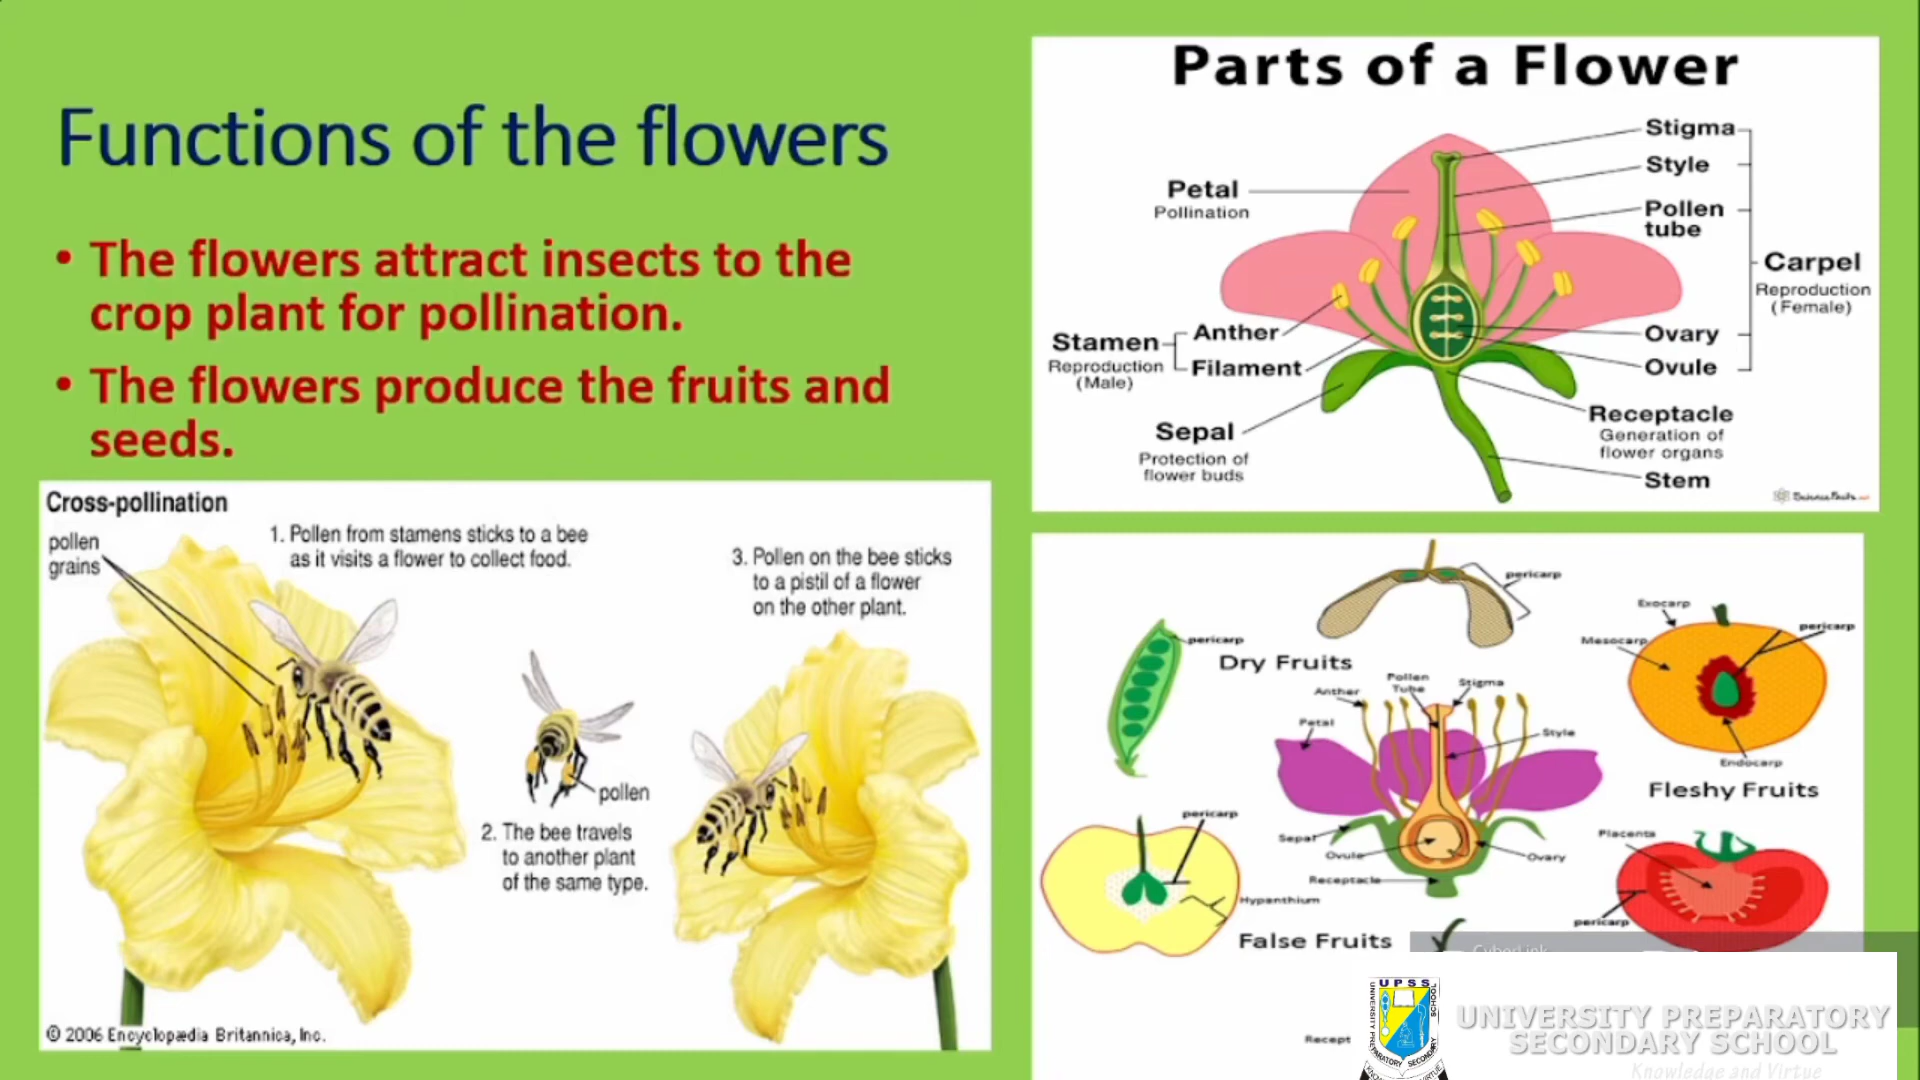 Functions of the flowers
• The flowers attract insects to the
crop plant for pollination.
• The flowers produce the fruits and
seeds.
Cross-pollination
pollen
grains
1. Pollen from stamens sticks to a bee
as it visits a flower to collect food.
pollen
2. The bee travels
to another plant
of the same type.
3. Pollen on the bee sticks
to a pistil of a flower
on the other plant.
© 2006 Encyclopædia Britannica, Inc.
Parts of a Flower
Petal
Pollination
Stamen
Reproduction
(Male)
Anther
Filament
Sepal
Protection of
flower buds
Stigma
Style
Pollen
tube
Carpel
Reproduction
(Female)
Ovary
Ovule
Receptacle
Generation of
flower organs
Stem
pericarp
pericarp
Dry Fruits
Exocarp
Mesocarp
pericarp
Endocarp
Fleshy Fruits
Anther
Pollen
Tube
Stigma
Petal
Style
Sepal
Ovule
Ovary
Receptacle
pericarp
Hypanthium
False Fruits
Placenta
pericarp
CyberLink
Recept
UPSS
UNIVERSITY PREPARATORY SECONDARY SCHOOL
UNIVERSITY PREPARATORY
SECONDARY SCHOOL
Knowledge and Virtue